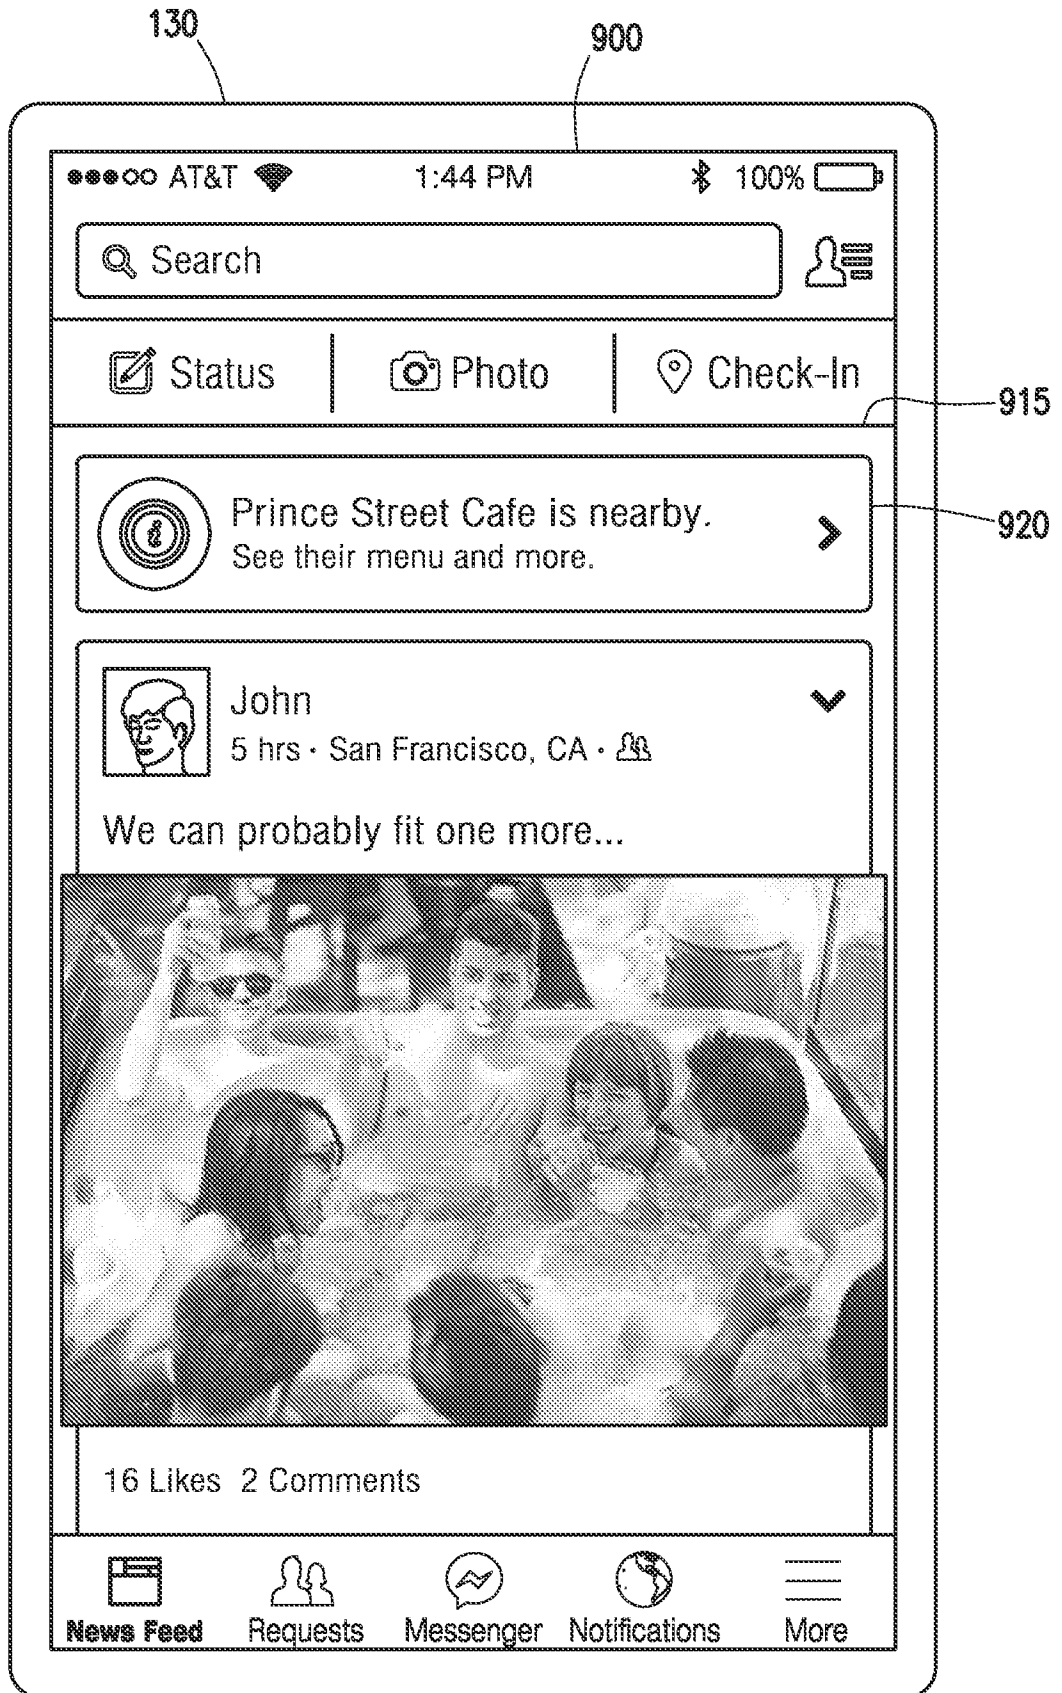 130
900
AT&T 1:44 PM 100%
Search
Status Photo Check-In
915
Prince Street Cafe is nearby.
920
See their menu and more.
John
5 hrs · San Francisco, CA ·
We can probably fit one more...
16 Likes 2 Comments
News Feed Requests Messenger Notifications More